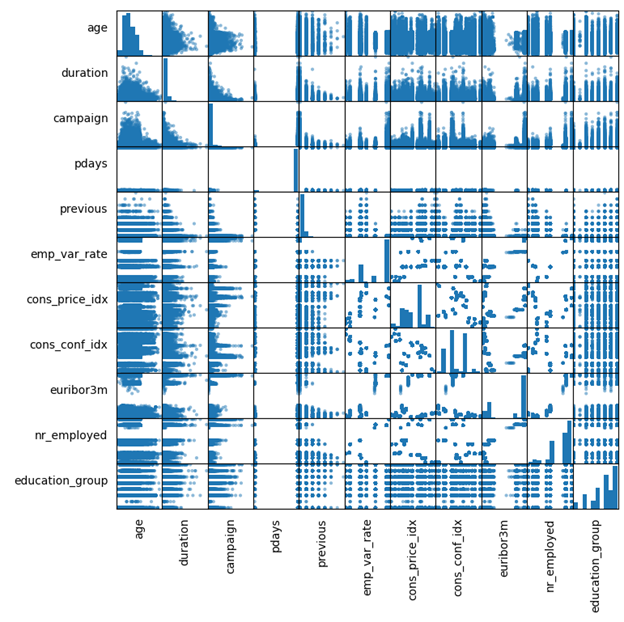 age
duration
campaign
pdays
previous
emp_var_rate
cons_price_idx
cons_conf_idx
euribor3m
nr_employed
education_group
age
duration
campaign
pdays
previous
emp_var_rate
cons_price_idx
cons_conf_idx
euribor3m
nr_employed
education_group